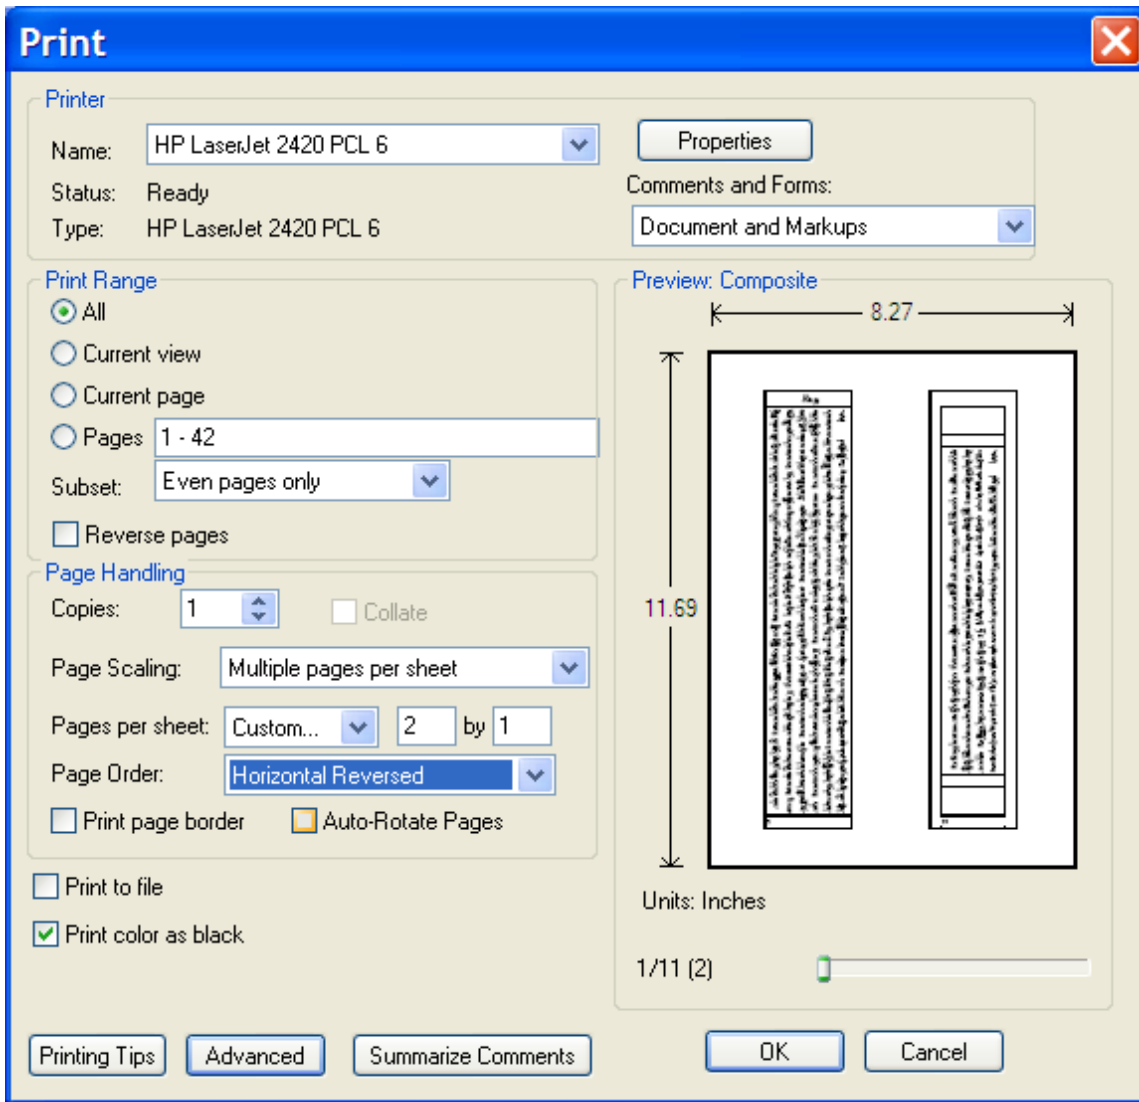 Print
Printer
Name: HP LaserJet 2420 PCL 6
Properties
Status: Ready
Comments and Forms:
Type: HP LaserJet 2420 PCL 6
Document and Markups
Print Range
All
Current view
Current page
Pages 1 - 42
Subset: Even pages only
Reverse pages
Page Handling
Copies: 1
Collate
Page Scaling: Multiple pages per sheet
Pages per sheet: Custom... 2 by 1
Page Order: Horizontal Reversed
Print page border
Auto-Rotate Pages
Print to file
Print color as black
Preview: Composite
8.27
11.69
Units: Inches
1/11 (2)
Printing Tips
Advanced
Summarize Comments
OK
Cancel